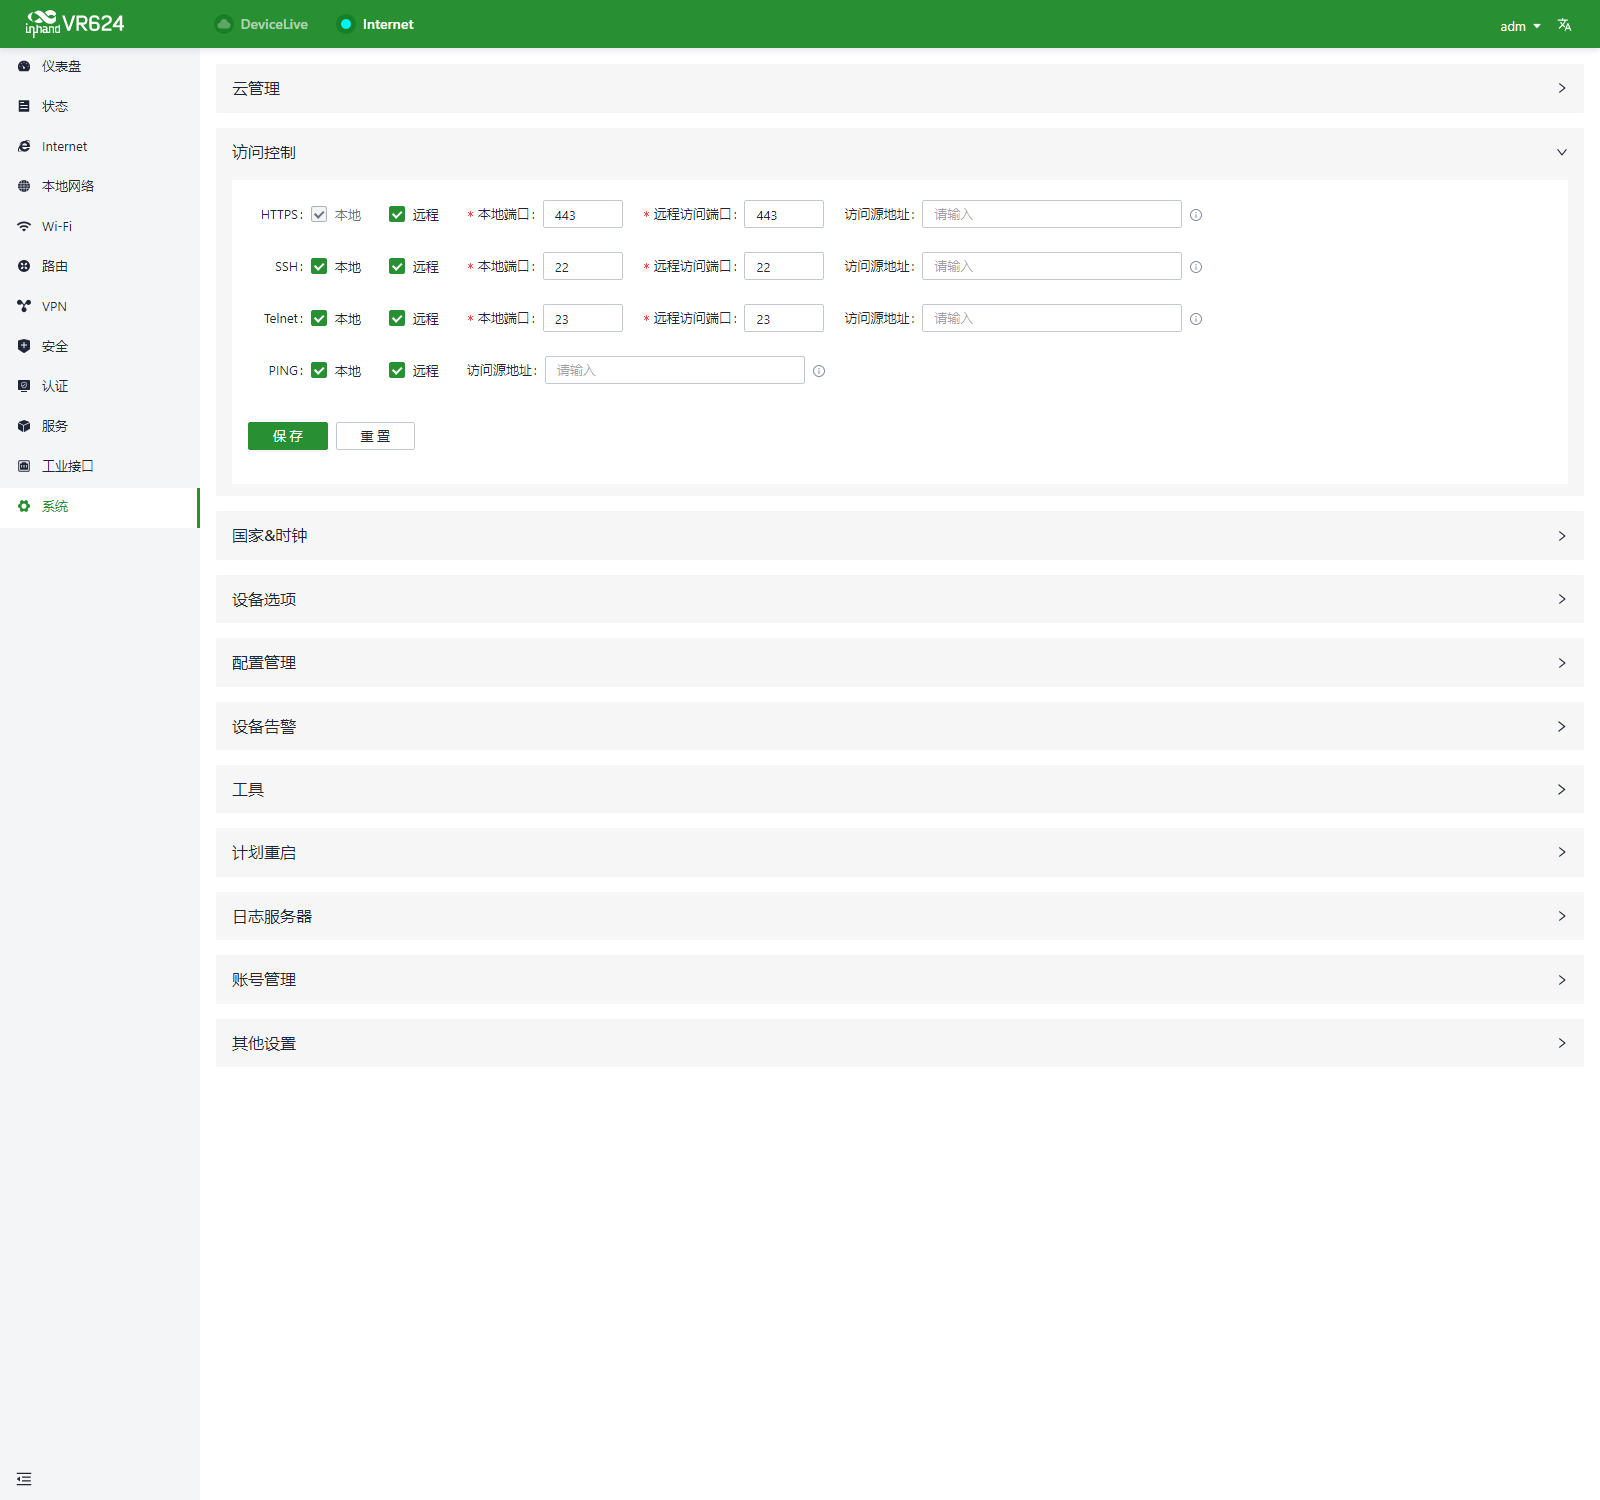 inhand VR624 DeviceLive Internet adm
仪表盘
状态
Internet
本地网络
Wi-Fi
路由
VPN
安全
认证
服务
工业接口
系统
云管理
访问控制
HTTPS: 本地 远程 * 本地端口: 443 * 远程访问端口: 443 访问源地址: 请输入
SSH: 本地 远程 * 本地端口: 22 * 远程访问端口: 22 访问源地址: 请输入
Telnet: 本地 远程 * 本地端口: 23 * 远程访问端口: 23 访问源地址: 请输入
PING: 本地 远程 访问源地址: 请输入
保存 重置
国家&时钟
设备选项
配置管理
设备告警
工具
计划重启
日志服务器
账号管理
其他设置